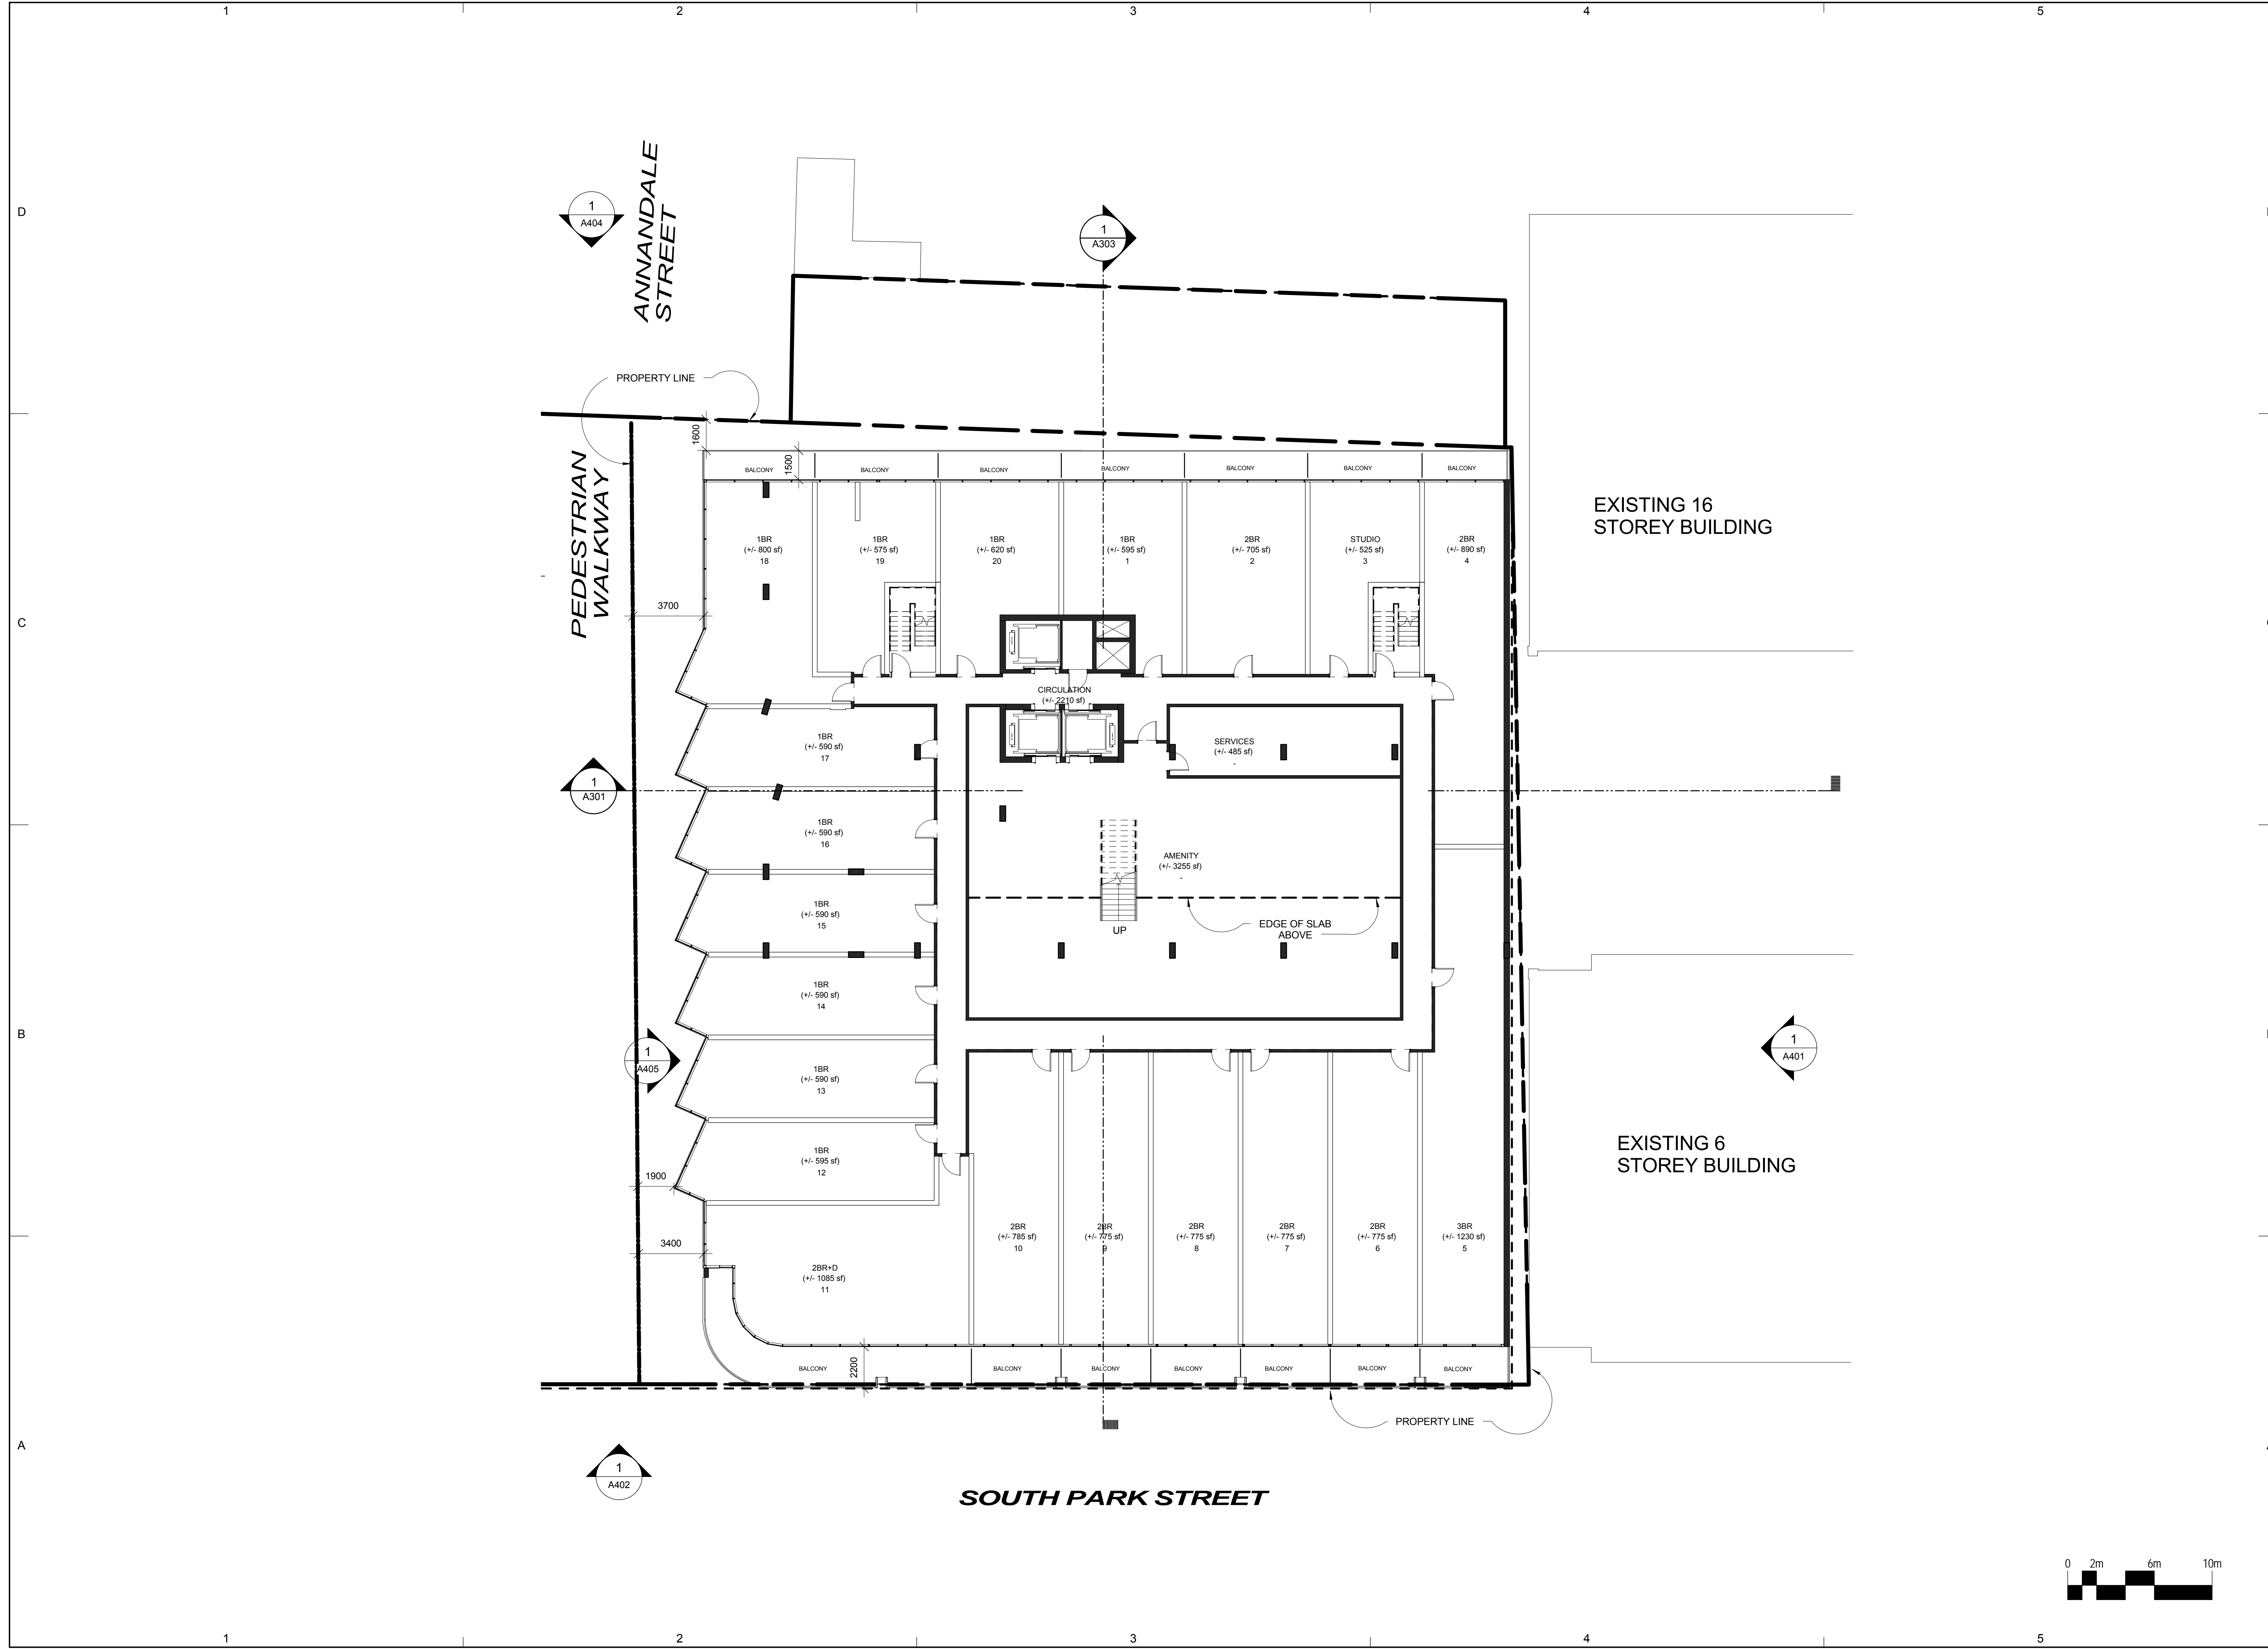 1 2 3 4 5
D
1
A404
ANNANDALE
STREET
1
A303
PROPERTY LINE
1600
1500
BALCONY BALCONY BALCONY BALCONY BALCONY BALCONY BALCONY
PEDESTRIAN
WALKWAY
EXISTING 16
STOREY BUILDING
1BR
(+/- 800 sf)
18
1BR
(+/- 575 sf)
19
1BR
(+/- 620 sf)
20
1BR
(+/- 595 sf)
1
2BR
(+/- 705 sf)
2
STUDIO
(+/- 525 sf)
3
2BR
(+/- 890 sf)
4
3700
C
CIRCULATION
(+/- 2210 sf)
1BR
(+/- 590 sf)
17
SERVICES
(+/- 485 sf)
-
1
A301
1BR
(+/- 590 sf)
16
AMENITY
(+/- 3255 sf)
-
1BR
(+/- 590 sf)
15
UP
EDGE OF SLAB
ABOVE
1BR
(+/- 590 sf)
14
B
1
A405
1BR
(+/- 590 sf)
13
1
A401
1BR
(+/- 595 sf)
12
EXISTING 6
STOREY BUILDING
1900
3400
2BR+D
(+/- 1085 sf)
11
2BR
(+/- 785 sf)
10
2BR
(+/- 775 sf)
9
2BR
(+/- 775 sf)
8
2BR
(+/- 775 sf)
7
2BR
(+/- 775 sf)
6
3BR
(+/- 1230 sf)
5
2200
BALCONY BALCONY BALCONY BALCONY BALCONY BALCONY BALCONY
PROPERTY LINE
A
1
A402
SOUTH PARK STREET
0 2m 6m 10m
1 2 3 4 5